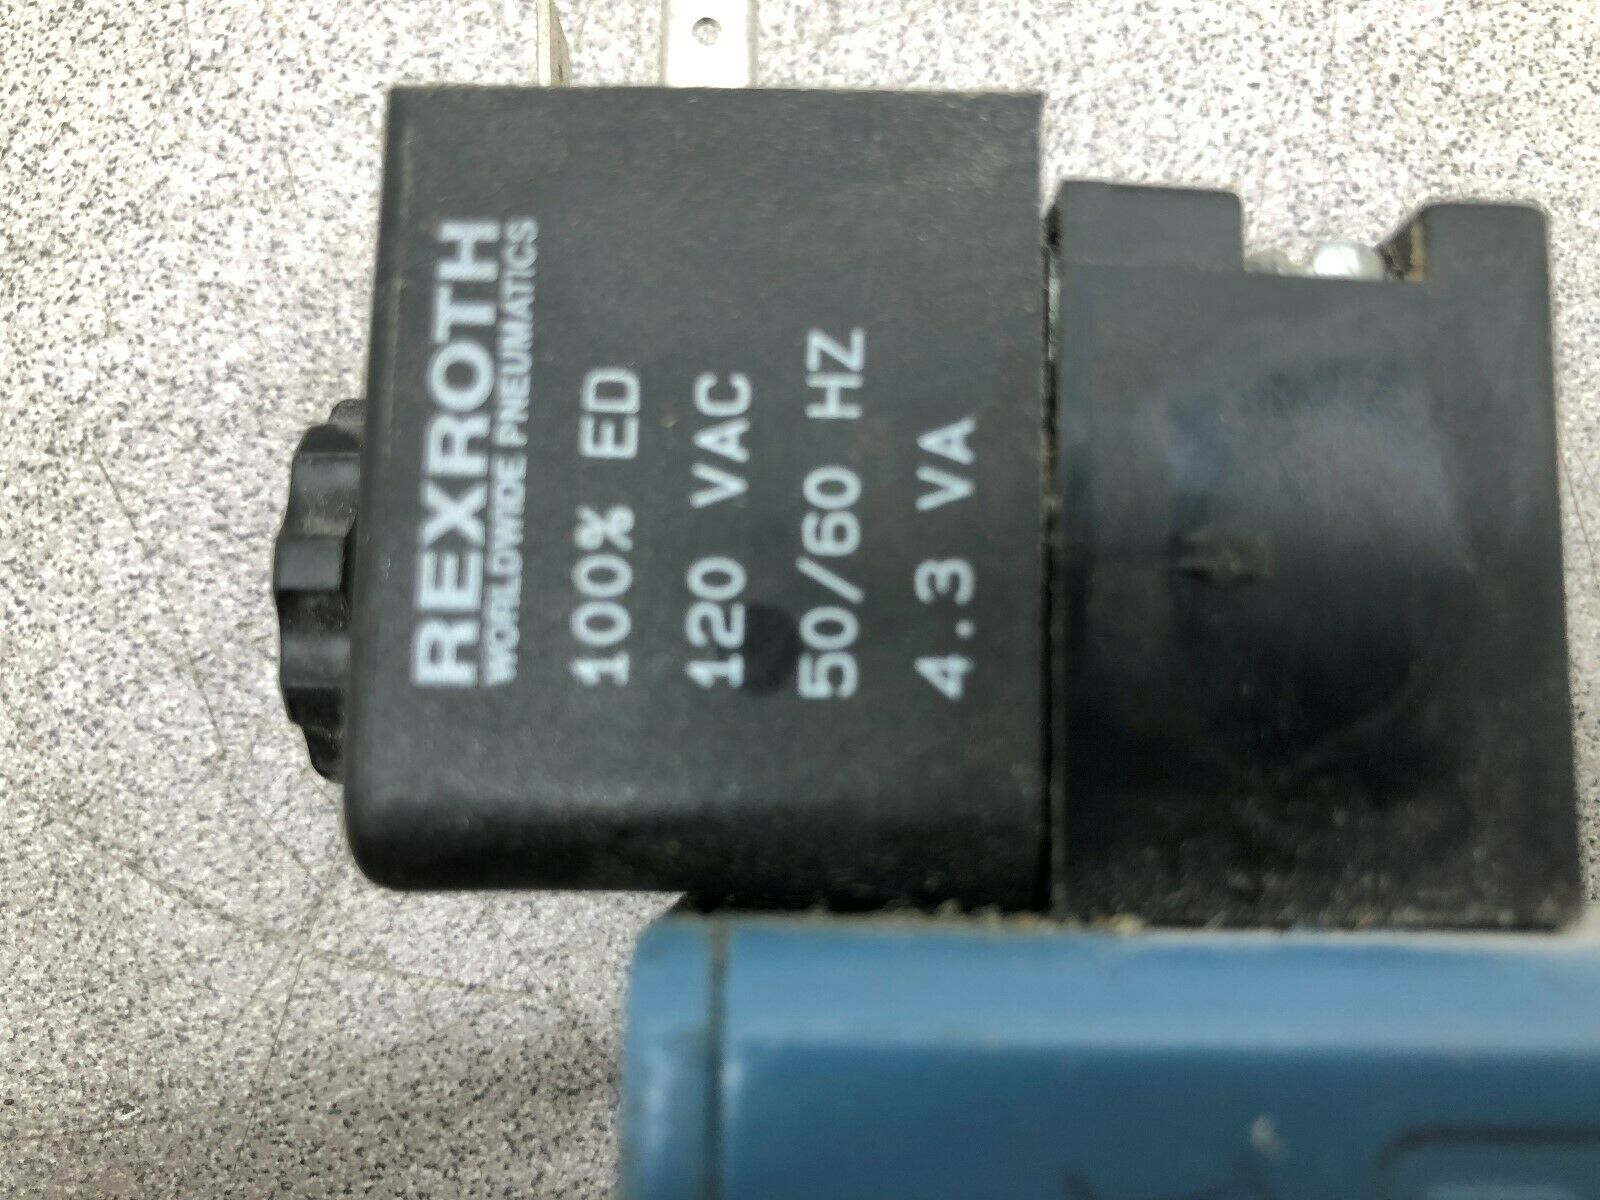 REXROTH
WORLDWIDE PNEUMATICS
100% ED
120 VAC
50/60 HZ
4.3 VA